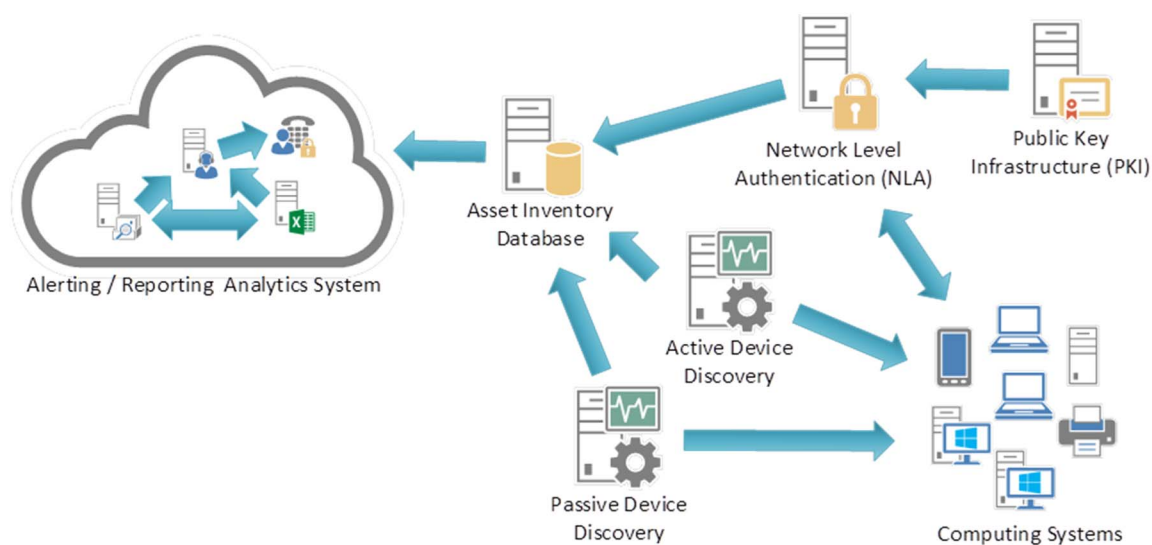 Public Key
Infrastructure (PKI)
Network Level
Authentication (NLA)
Asset Inventory
Database
Alerting / Reporting Analytics System
Active Device
Discovery
Passive Device
Discovery
Computing Systems